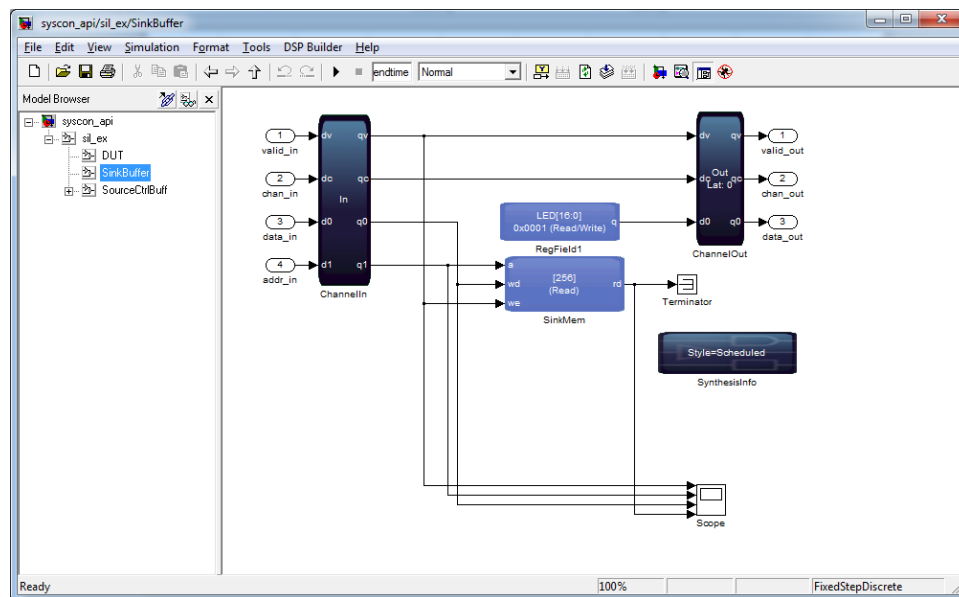 syscon_api/sil_ex/SinkBuffer
File Edit View Simulation Format Tools DSP Builder Help
endtime Normal
Model Browser
syscon_api
sil_ex
DUT
SinkBuffer
SourceCtrlBuff
1
valid_in
2
chan_in
3
data_in
4
addr_in
dv qv
dc qc
In
d0 q0
d1 q1
ChannelIn
LED[16:0]
0x0001 (Read/Write)
q
RegField1
a
wd
we
[256]
(Read)
rd
SinkMem
dv qv
Out
dc qc
Lat: 0
d0 q0
ChannelOut
1
valid_out
2
chan_out
3
data_out
Terminator
Style=Scheduled
SynthesisInfo
Scope
Ready 100% FixedStepDiscrete